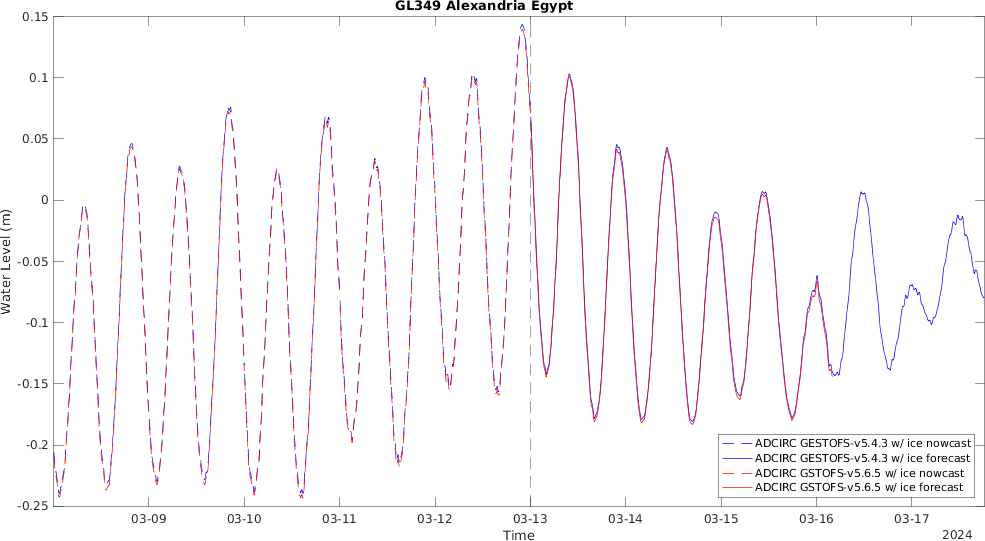 GL349 Alexandria Egypt
0.15
0.1
0.05
0
-0.05
-0.1
-0.15
-0.2
-0.25
Water Level (m)
ADCIRC GESTOFS-v5.4.3 w/ ice nowcast
ADCIRC GESTOFS-v5.4.3 w/ ice forecast
ADCIRC GSTOFS-v5.6.5 w/ ice nowcast
ADCIRC GSTOFS-v5.6.5 w/ ice forecast
03-09 03-10 03-11 03-12 03-13 03-14 03-15 03-16 03-17
Time
2024